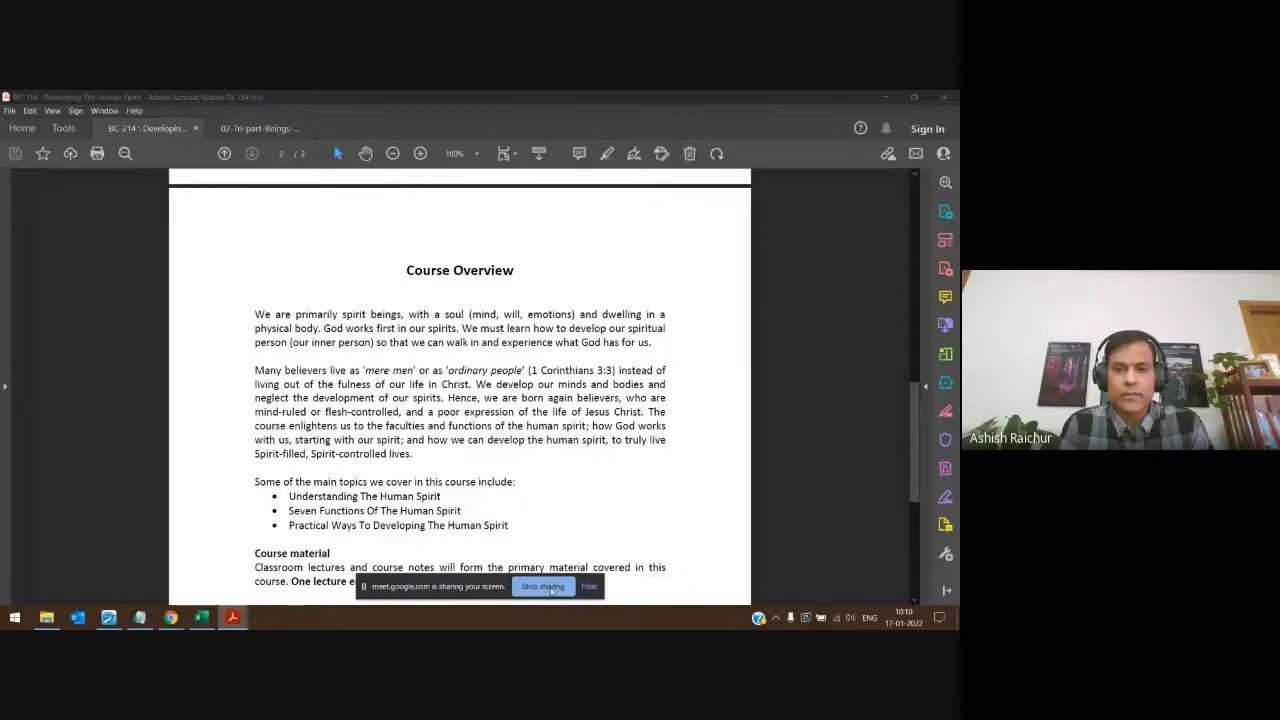 BC-214 : Developing The Human Spirit - Adobe Acrobat Reader DC (64-bit)
File Edit View Sign Window Help
Home Tools BC-214 : Developin... × 02-Tri-part-Beings-... Sign In
2 / 2 100%
Course Overview
We are primarily spirit beings, with a soul (mind, will, emotions) and dwelling in a
physical body. God works first in our spirits. We must learn how to develop our spiritual
person (our inner person) so that we can walk in and experience what God has for us.
Many believers live as 'mere men' or as 'ordinary people' (1 Corinthians 3:3) instead of
living out of the fulness of our life in Christ. We develop our minds and bodies and
neglect the development of our spirits. Hence, we are born again believers, who are
mind-ruled or flesh-controlled, and a poor expression of the life of Jesus Christ. The
course enlightens us to the faculties and functions of the human spirit; how God works
with us, starting with our spirit; and how we can develop the human spirit, to truly live
Spirit-filled, Spirit-controlled lives.
Some of the main topics we cover in this course include:
• Understanding The Human Spirit
• Seven Functions Of The Human Spirit
• Practical Ways To Developing The Human Spirit
Course material
Classroom lectures and course notes will form the primary material covered in this
course. One lecture e
meet.google.com is sharing your screen. Stop sharing Hide
Ashish Raichur
ENG 10:10
17-01-2022